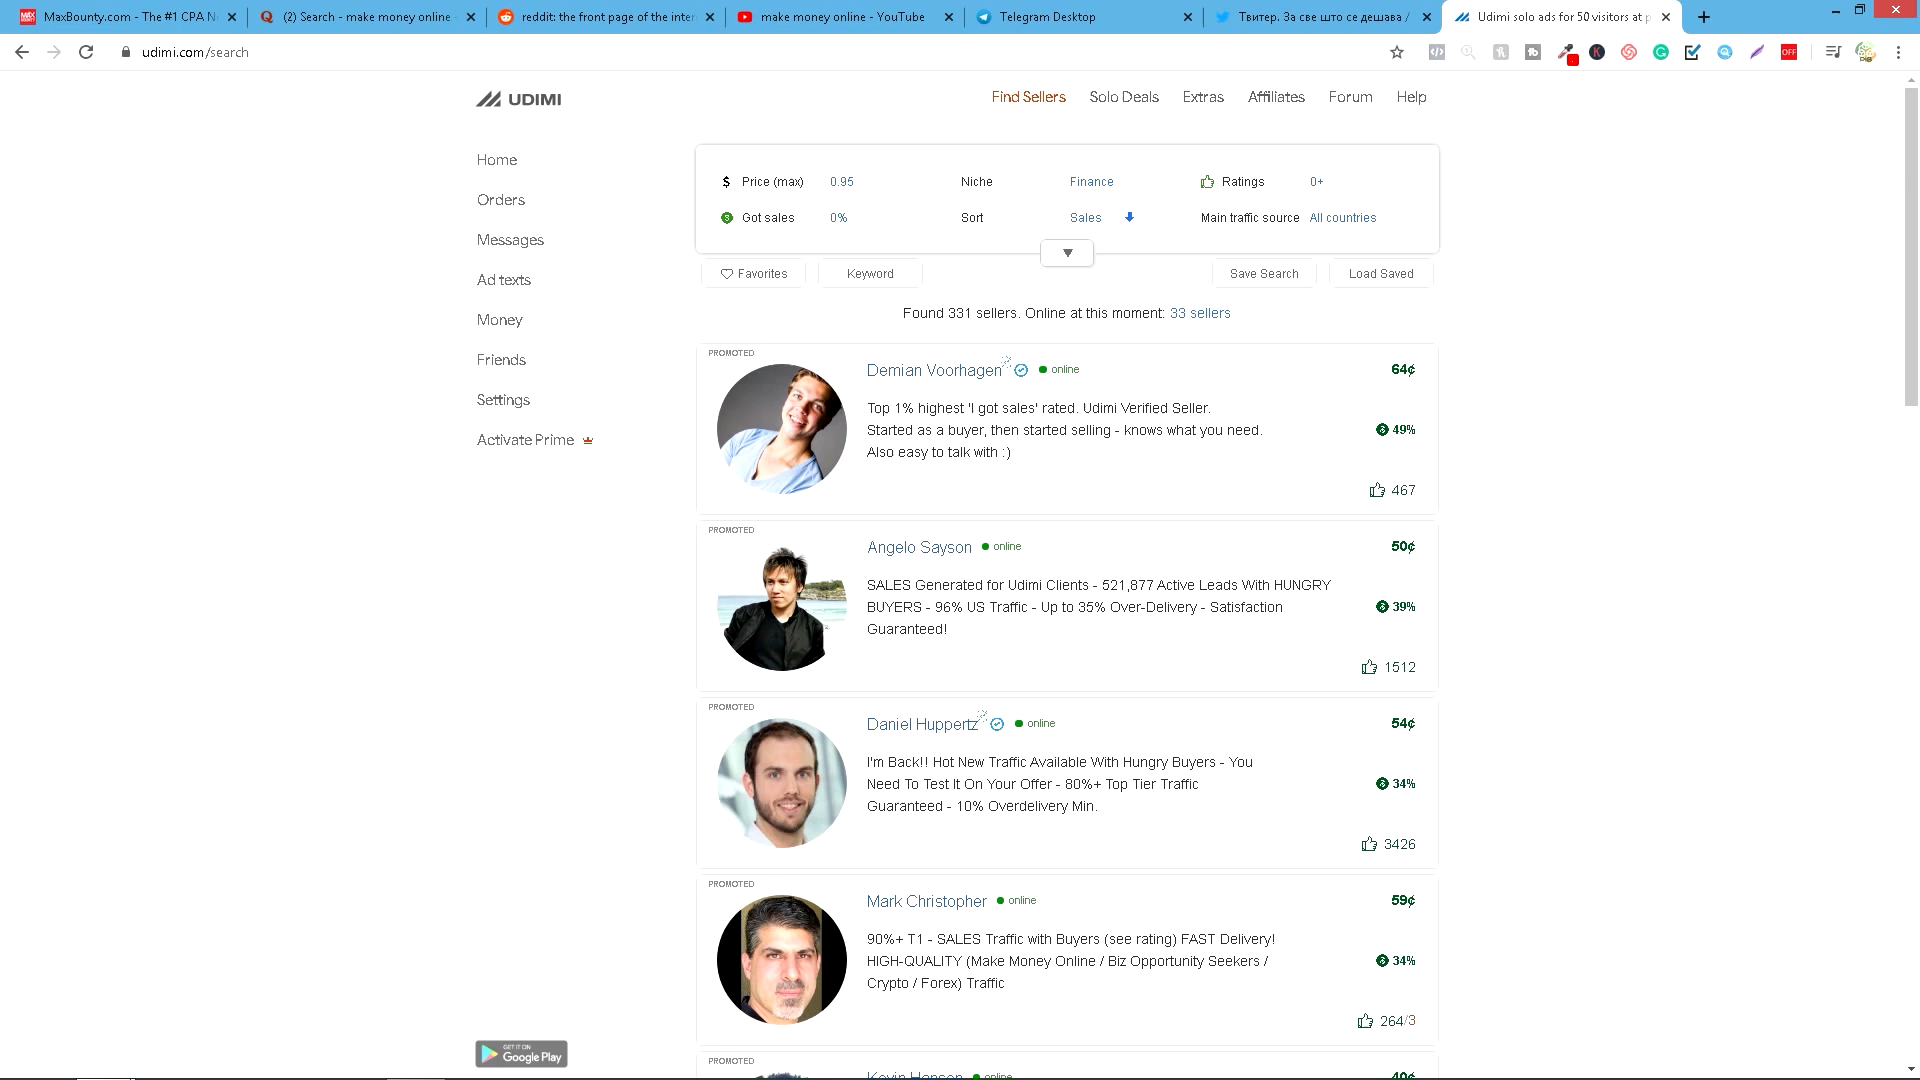 MaxBounty.com - The #1 CPA N
(2) Search - make money online
reddit: the front page of the inter
make money online - YouTube
Telegram Desktop
Твитер. За све што се дешава /
Udimi solo ads for 50 visitors at p
udimi.com/search
OFF
UDIMI
Find Sellers
Solo Deals
Extras
Affiliates
Forum
Help
Home
Orders
Messages
Ad texts
Money
Friends
Settings
Activate Prime
Price (max) 0.95
Niche Finance
Ratings 0+
Got sales 0%
Sort Sales
Main traffic source All countries
Favorites
Keyword
Save Search
Load Saved
Found 331 sellers. Online at this moment: 33 sellers
PROMOTED
Demian Voorhagen online 64¢
Top 1% highest 'I got sales' rated. Udimi Verified Seller.
Started as a buyer, then started selling - knows what you need.
Also easy to talk with :)
49%
467
PROMOTED
Angelo Sayson online 50¢
SALES Generated for Udimi Clients - 521,877 Active Leads With HUNGRY
BUYERS - 96% US Traffic - Up to 35% Over-Delivery - Satisfaction
Guaranteed!
39%
1512
PROMOTED
Daniel Huppertz online 54¢
I'm Back!! Hot New Traffic Available With Hungry Buyers - You
Need To Test It On Your Offer - 80%+ Top Tier Traffic
Guaranteed - 10% Overdelivery Min.
34%
3426
PROMOTED
Mark Christopher online 59¢
90%+ T1 - SALES Traffic with Buyers (see rating) FAST Delivery!
HIGH-QUALITY (Make Money Online / Biz Opportunity Seekers /
Crypto / Forex) Traffic
34%
264/3
PROMOTED
Kevin Hansen online 40¢
GET IT ON
Google Play